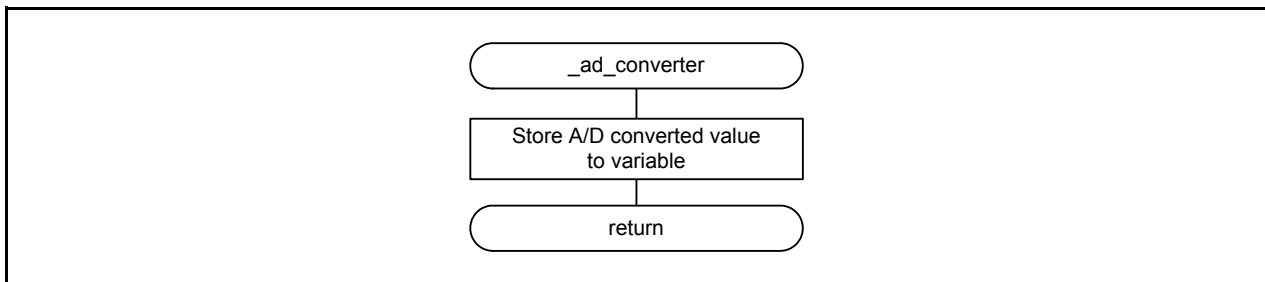 _ad_converter
Store A/D converted value
to variable
return